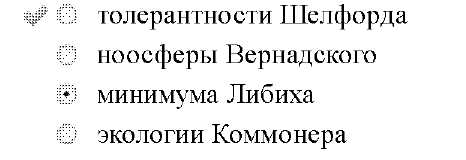 толерантности Шелфорда
ноосферы Вернадского
минимума Либиха
экологии Коммонера